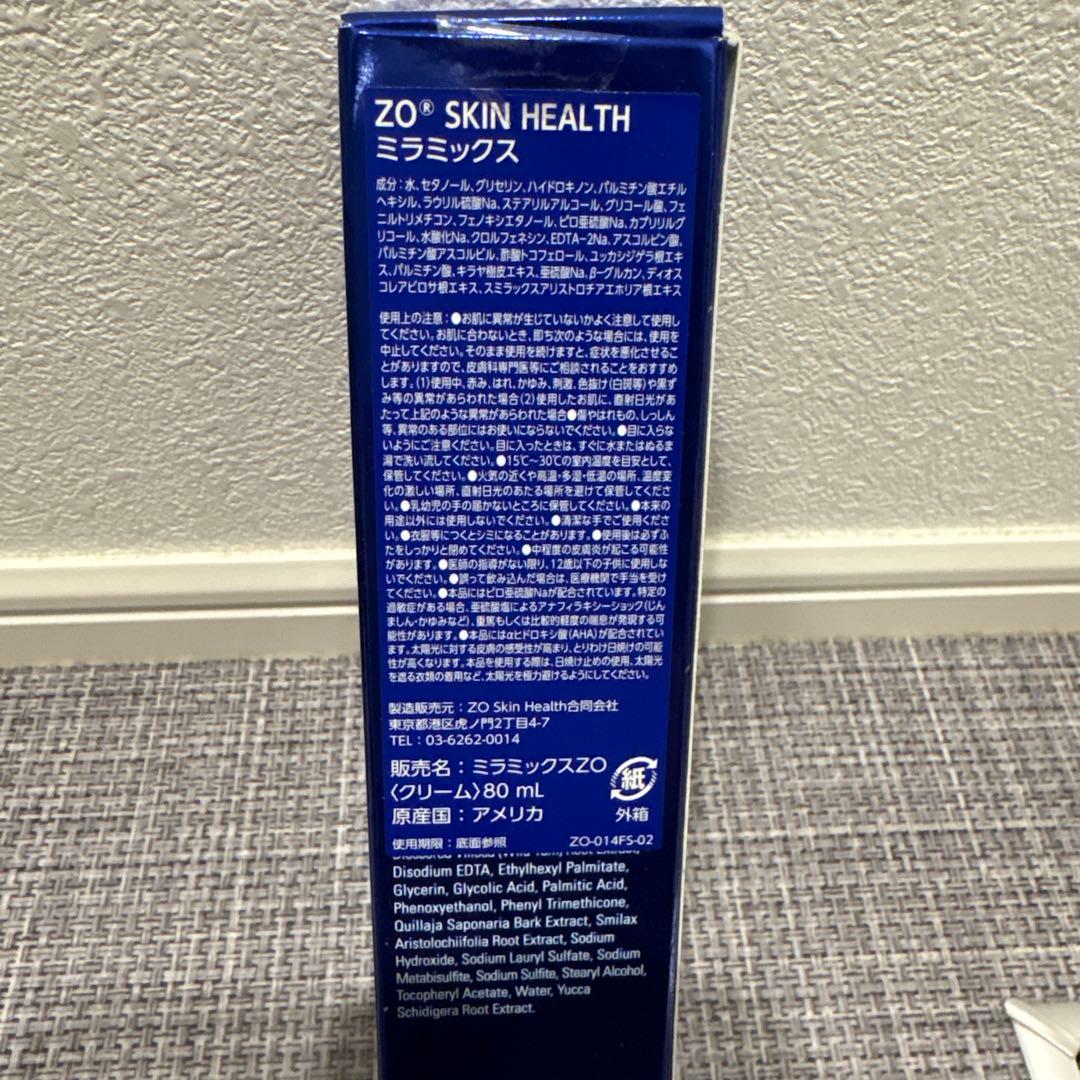 ZO® SKIN HEALTH
ミラミックス
成分：水、セタノール、グリセリン、ハイドロキノン、パルミチン酸エチル
ヘキシル、ラウリル硫酸Na、ステアリルアルコール、グリコール酸、フェ
ニルトリメチコン、フェノキシエタノール、ピロ亜硫酸Na、カプリリルグ
リコール、水酸化Na、クロルフェネシン、EDTA-2Na、アスコルビン酸、
パルミチン酸アスコルビル、酢酸トコフェロール、ユッカシジゲラ根エキ
ス、パルミチン酸、キラヤ樹皮エキス、亜硫酸Na、β-グルカン、ディオス
コレアビロサ根エキス、スミラックスアリストロチアエホリア根エキス
使用上の注意：●お肌に異常が生じていないかよく注意して使用し
てください。お肌に合わないとき、即ち次のような場合には、使用を
中止してください。そのまま使用を続けますと、症状を悪化させるこ
とがありますので、皮膚科専門医等にご相談されることをおすすめ
します。(1)使用中、赤み、はれ、かゆみ、刺激、色抜け(白斑等)や黒ず
み等の異常があらわれた場合(2)使用したお肌に、直射日光があ
たって上記のような異常があらわれた場合●傷やはれもの、しっしん
等、異常のある部位にはお使いにならないでください。●目に入らな
いようにご注意ください。目に入ったときは、すぐに水またはぬるま
湯で洗い流してください。●15℃～30℃の室内温度を目安として、
保管してください。●火気の近くや高温・多湿・低温の場所、温度変
化の激しい場所、直射日光のあたる場所を避けて保管してくださ
い。●乳幼児の手の届かないところに保管してください。●本来の
用途以外には使用しないでください。●清潔な手でご使用くださ
い。●衣服等につくとシミになることがあります。●使用後は必ずふ
たをしっかりと閉めてください。●中程度の皮膚炎が起こる可能性
があります。●医師の指導がない限り、12歳以下の子供に使用しな
いでください。●誤って飲み込んだ場合は、医療機関で手当を受け
てください。●本品にはピロ亜硫酸Naが配合されています。特定の
過敏症がある場合、亜硫酸塩によるアナフィラキシーショック(じん
ましん・かゆみなど)、重篤もしくは比較的軽度の喘息が発現する可
能性があります。●本品にはαヒドロキシ酸(AHA)が配合されてい
ます。太陽光に対する皮膚の感受性が高まり、とりわけ日焼けの可能
性が高くなります。本品を使用する際は、日焼け止めの使用、太陽光
を遮る衣類の着用など、太陽光を極力避けるようにしてください。
製造販売元：ZO Skin Health合同会社
東京都港区虎ノ門2丁目4-7
TEL：03-6262-0014
販売名：ミラミックスZO
〈クリーム〉80 mL
原産国：アメリカ
紙
外箱
使用期限：底面参照 ZO-014FS-02
Dioscorea Villosa (Wild Yam) Root Extract,
Disodium EDTA, Ethylhexyl Palmitate,
Glycerin, Glycolic Acid, Palmitic Acid,
Phenoxyethanol, Phenyl Trimethicone,
Quillaja Saponaria Bark Extract, Smilax
Aristolochiifolia Root Extract, Sodium
Hydroxide, Sodium Lauryl Sulfate, Sodium
Metabisulfite, Sodium Sulfite, Stearyl Alcohol,
Tocopheryl Acetate, Water, Yucca
Schidigera Root Extract.